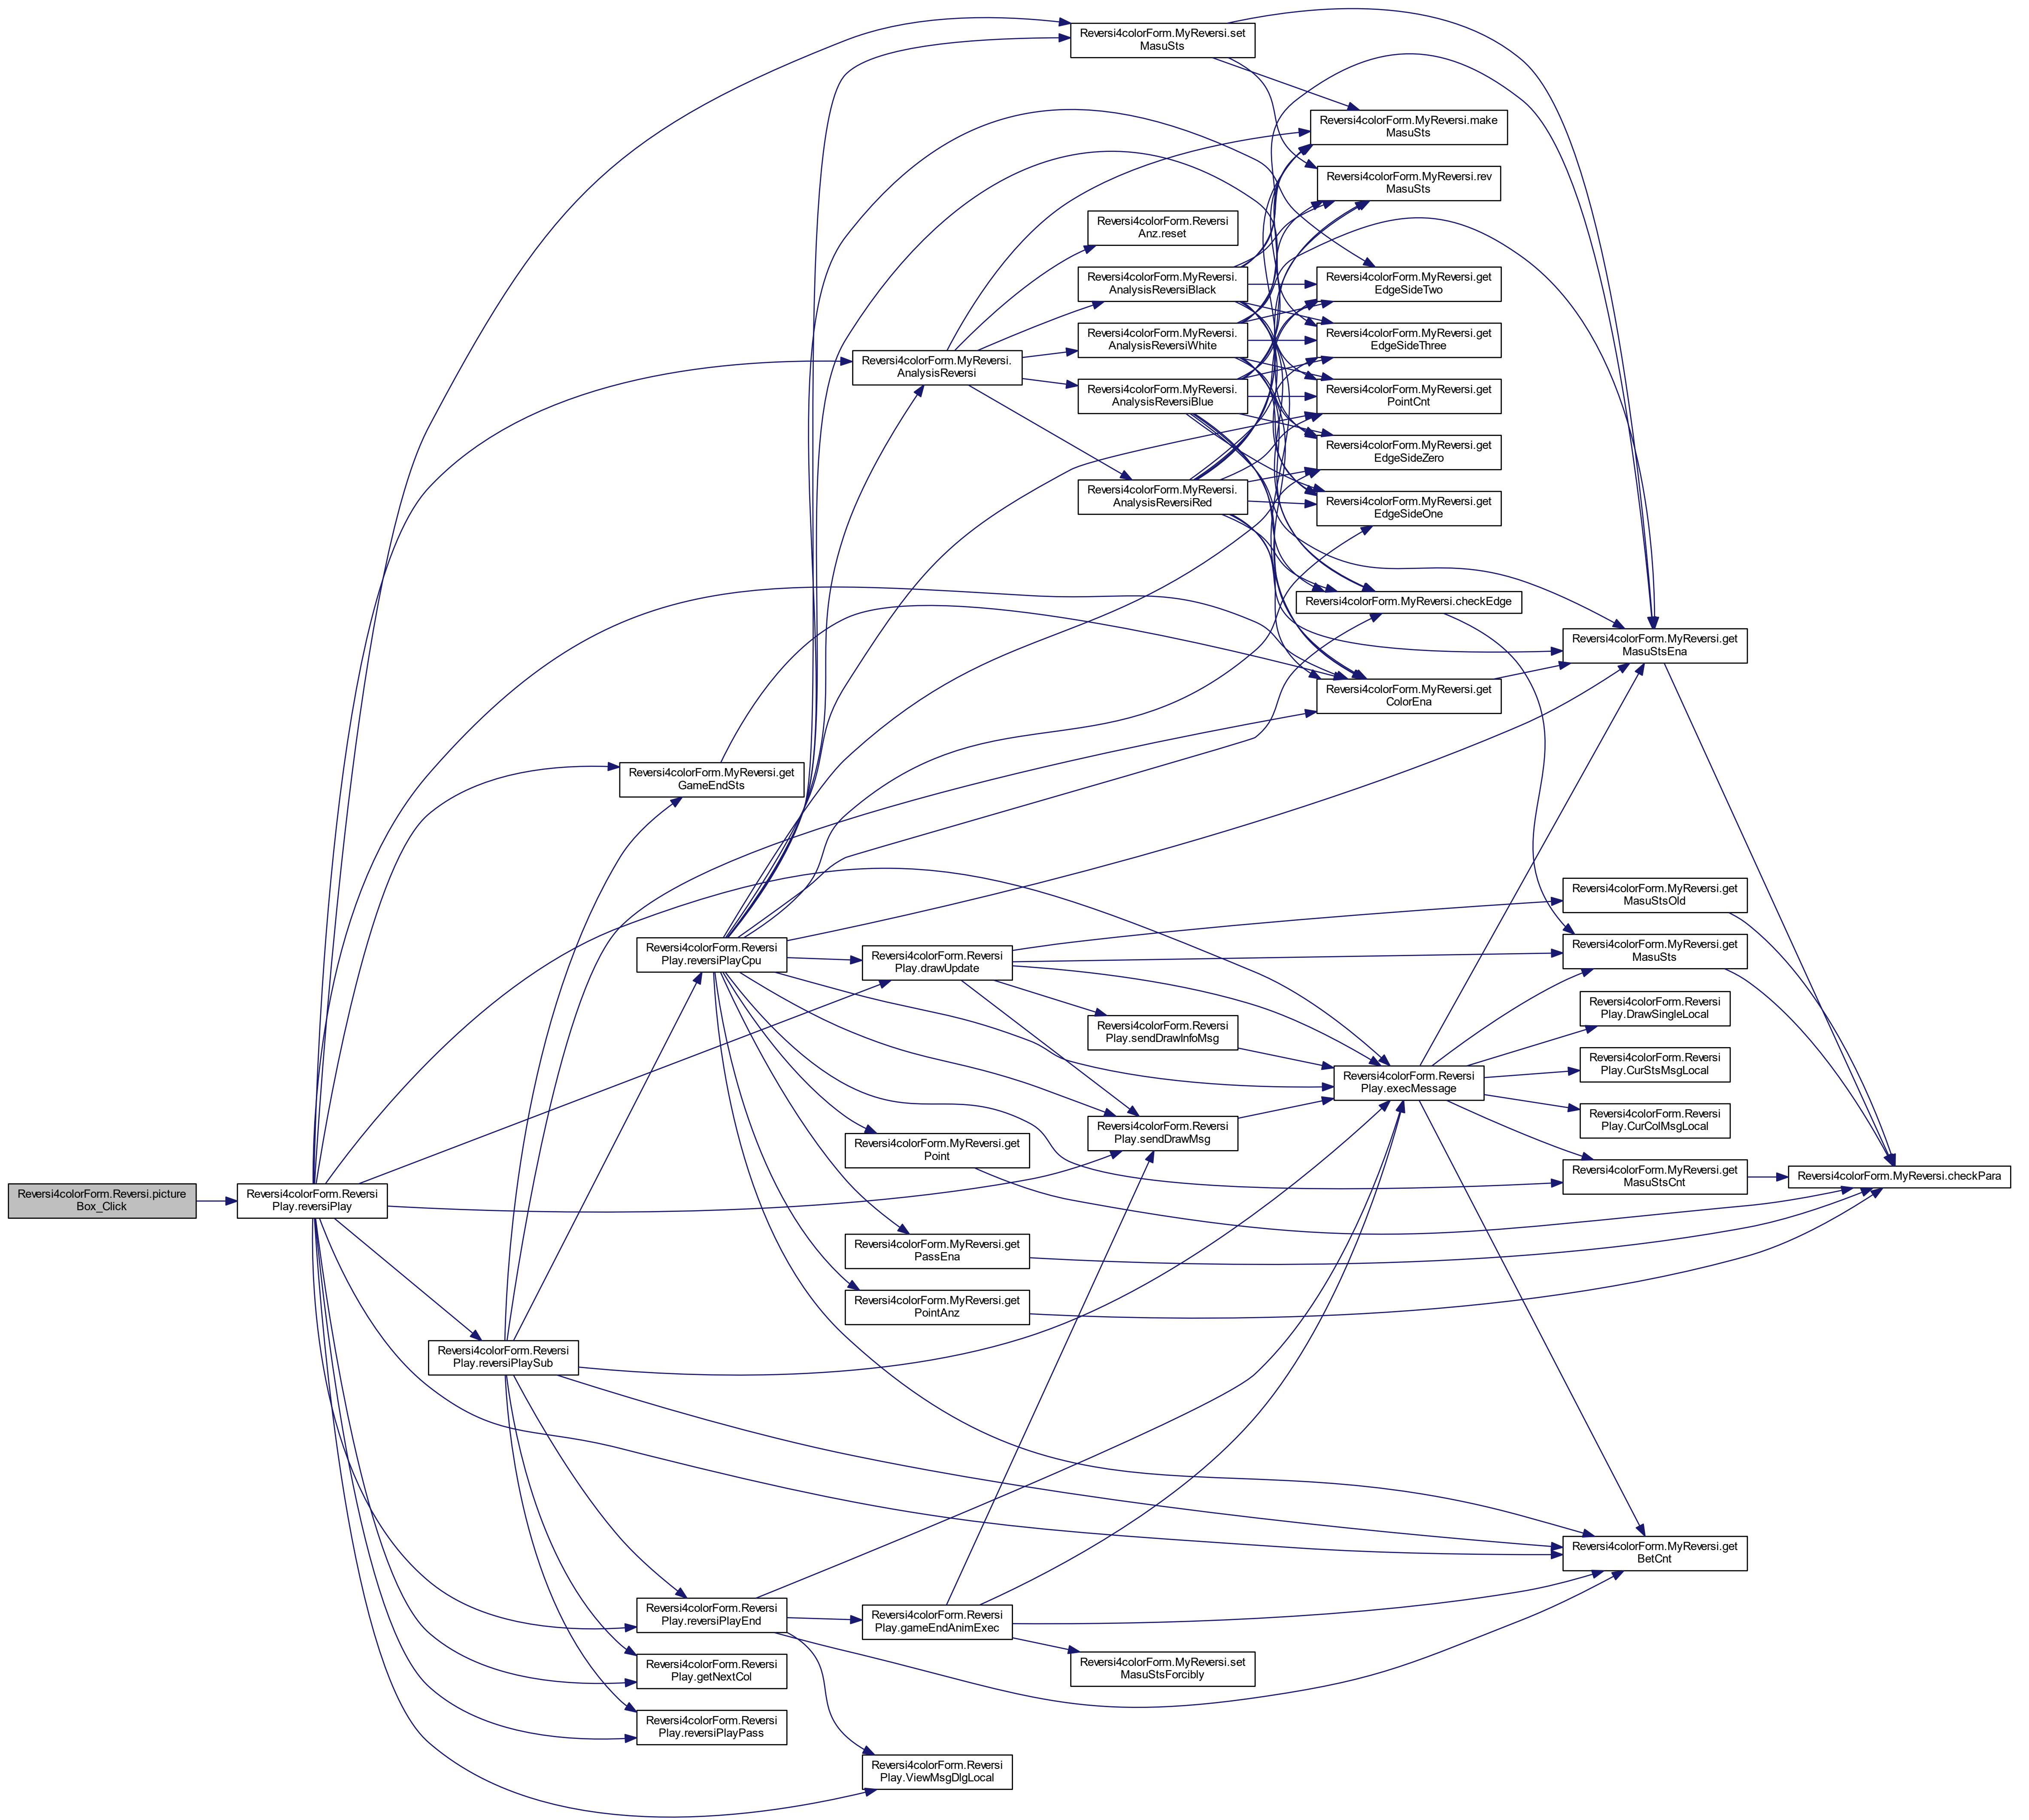 Reversi4colorForm.MyReversi.set
MasuSts
Reversi4colorForm.MyReversi.make
MasuSts
Reversi4colorForm.MyReversi.rev
MasuSts
Reversi4colorForm.Reversi
Anz.reset
Reversi4colorForm.MyReversi.
AnalysisReversiBlack
Reversi4colorForm.MyReversi.get
EdgeSideTwo
Reversi4colorForm.MyReversi.
AnalysisReversiWhite
Reversi4colorForm.MyReversi.get
EdgeSideThree
Reversi4colorForm.MyReversi.
AnalysisReversi
Reversi4colorForm.MyReversi.
AnalysisReversiBlue
Reversi4colorForm.MyReversi.get
PointCnt
Reversi4colorForm.MyReversi.get
EdgeSideZero
Reversi4colorForm.MyReversi.
AnalysisReversiRed
Reversi4colorForm.MyReversi.get
EdgeSideOne
Reversi4colorForm.MyReversi.checkEdge
Reversi4colorForm.MyReversi.get
MasuStsEna
Reversi4colorForm.MyReversi.get
ColorEna
Reversi4colorForm.MyReversi.get
GameEndSts
Reversi4colorForm.MyReversi.get
MasuStsOld
Reversi4colorForm.Reversi
Play.reversiPlayCpu
Reversi4colorForm.Reversi
Play.drawUpdate
Reversi4colorForm.MyReversi.get
MasuSts
Reversi4colorForm.Reversi
Play.sendDrawInfoMsg
Reversi4colorForm.Reversi
Play.DrawSingleLocal
Reversi4colorForm.Reversi
Play.CurStsMsgLocal
Reversi4colorForm.Reversi
Play.execMessage
Reversi4colorForm.Reversi
Play.CurColMsgLocal
Reversi4colorForm.Reversi
Play.sendDrawMsg
Reversi4colorForm.MyReversi.get
Point
Reversi4colorForm.MyReversi.get
MasuStsCnt
Reversi4colorForm.MyReversi.checkPara
Reversi4colorForm.Reversi.picture
Box_Click
Reversi4colorForm.Reversi
Play.reversiPlay
Reversi4colorForm.MyReversi.get
PassEna
Reversi4colorForm.MyReversi.get
PointAnz
Reversi4colorForm.Reversi
Play.reversiPlaySub
Reversi4colorForm.MyReversi.get
BetCnt
Reversi4colorForm.Reversi
Play.reversiPlayEnd
Reversi4colorForm.Reversi
Play.gameEndAnimExec
Reversi4colorForm.MyReversi.set
MasuStsForcibly
Reversi4colorForm.Reversi
Play.getNextCol
Reversi4colorForm.Reversi
Play.reversiPlayPass
Reversi4colorForm.Reversi
Play.ViewMsgDlgLocal